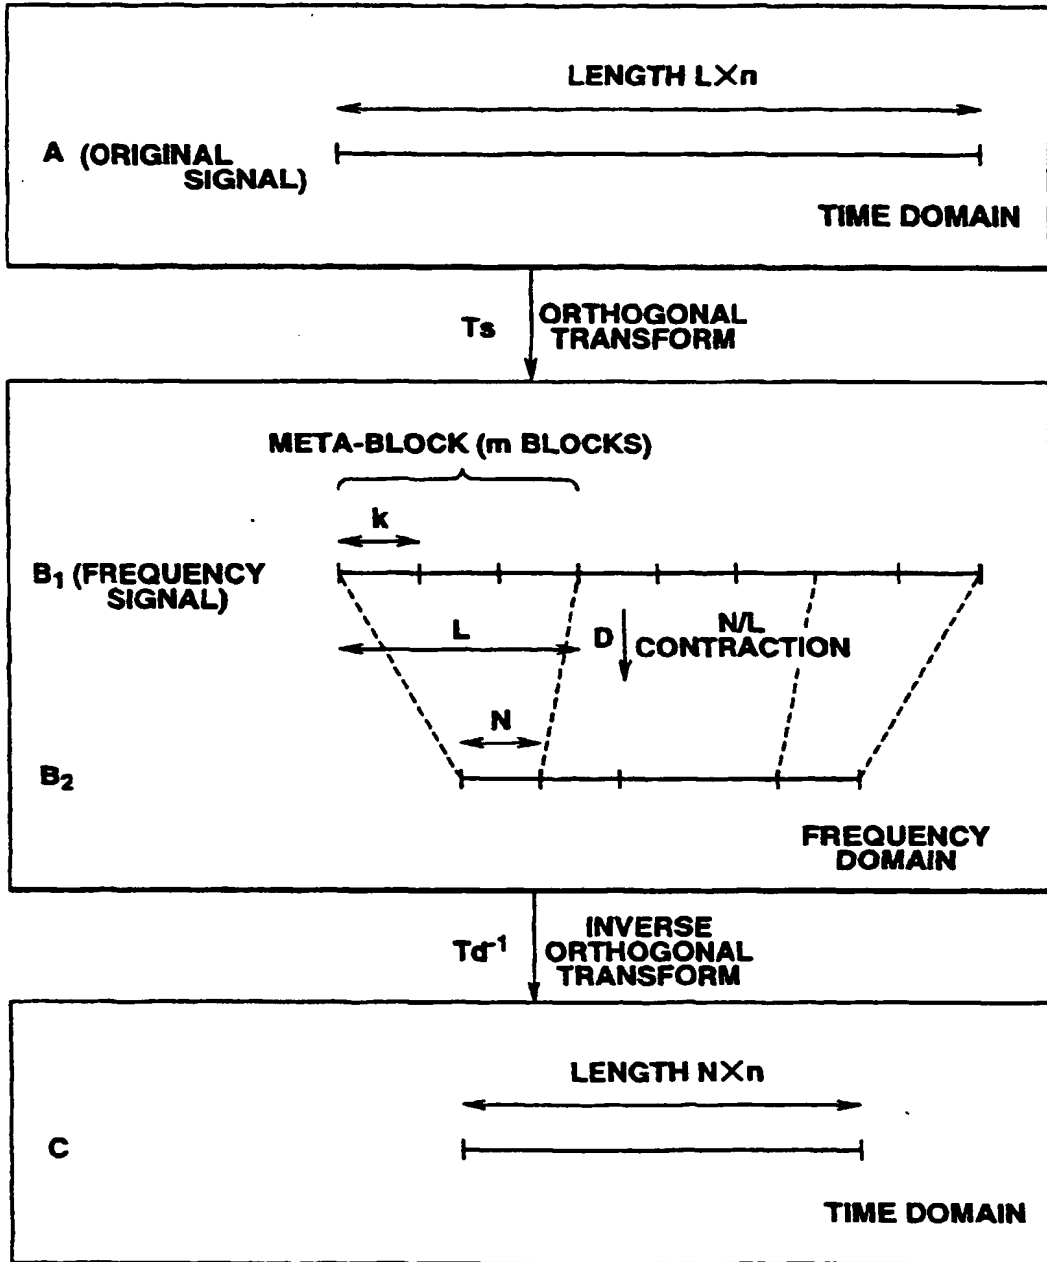 LENGTH L×n
A (ORIGINAL
SIGNAL)
TIME DOMAIN
Ts
ORTHOGONAL
TRANSFORM
META-BLOCK (m BLOCKS)
k
B1 (FREQUENCY
SIGNAL)
L
D
N/L
CONTRACTION
N
B2
FREQUENCY
DOMAIN
Td-1
INVERSE
ORTHOGONAL
TRANSFORM
LENGTH N×n
C
TIME DOMAIN